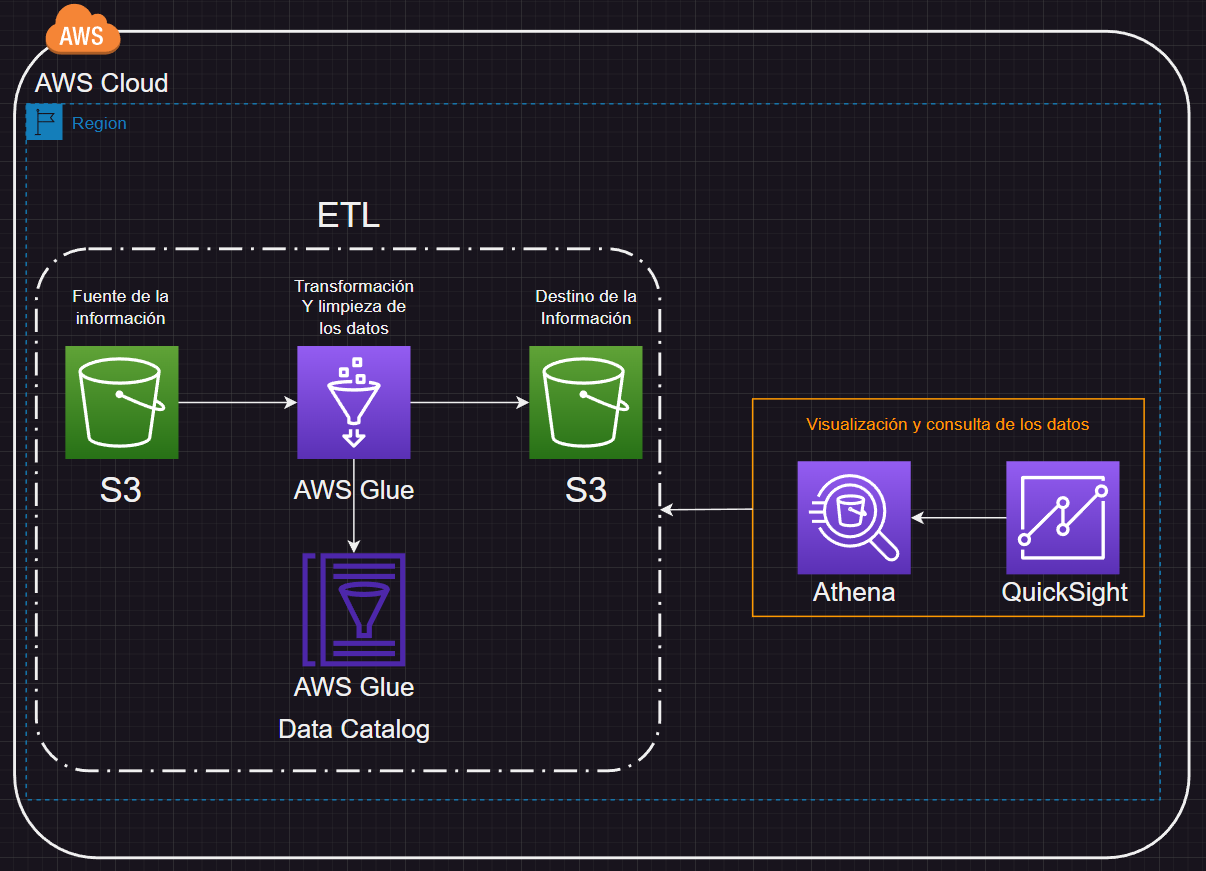 AWS
AWS Cloud
Region
ETL
Fuente de la
información
Transformación
Y limpieza de
los datos
Destino de la
Información
S3
AWS Glue
S3
AWS Glue
Data Catalog
Visualización y consulta de los datos
Athena
QuickSight